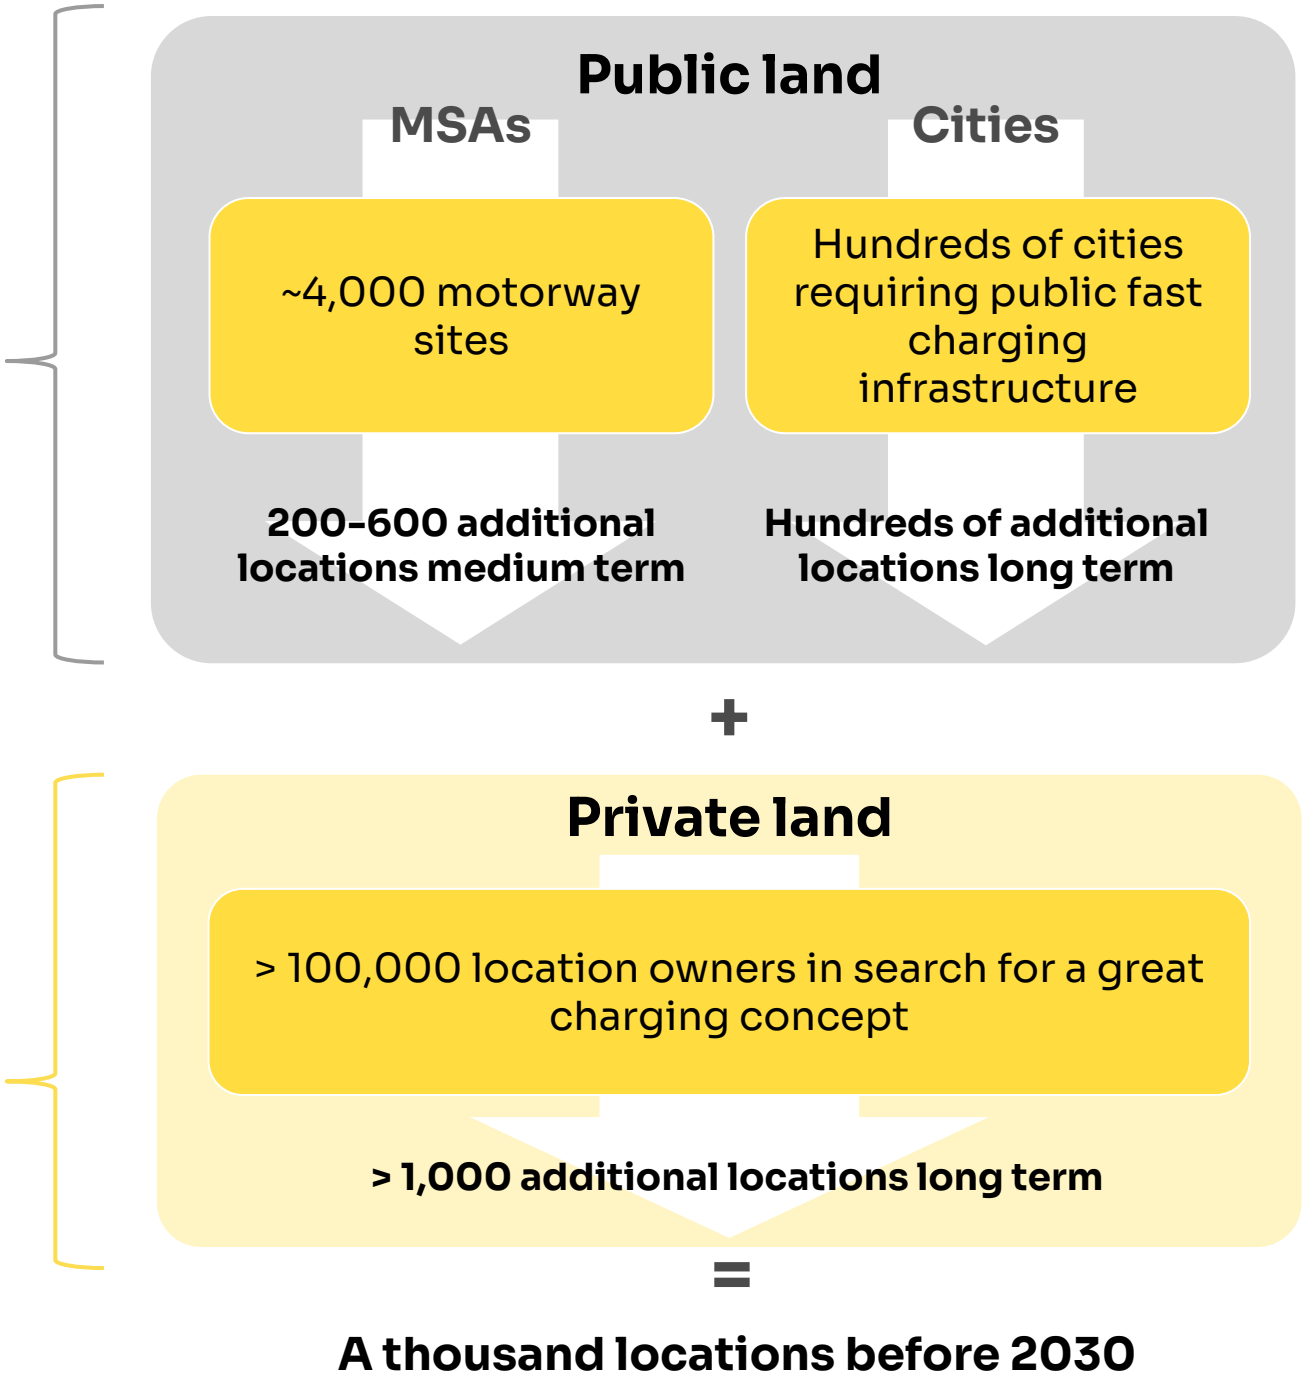 Public land
MSAs
Cities
~4,000 motorway
sites
Hundreds of cities
requiring public fast
charging
infrastructure
200–600 additional
locations medium term
Hundreds of additional
locations long term
+
Private land
> 100,000 location owners in search for a great
charging concept
> 1,000 additional locations long term
=
A thousand locations before 2030